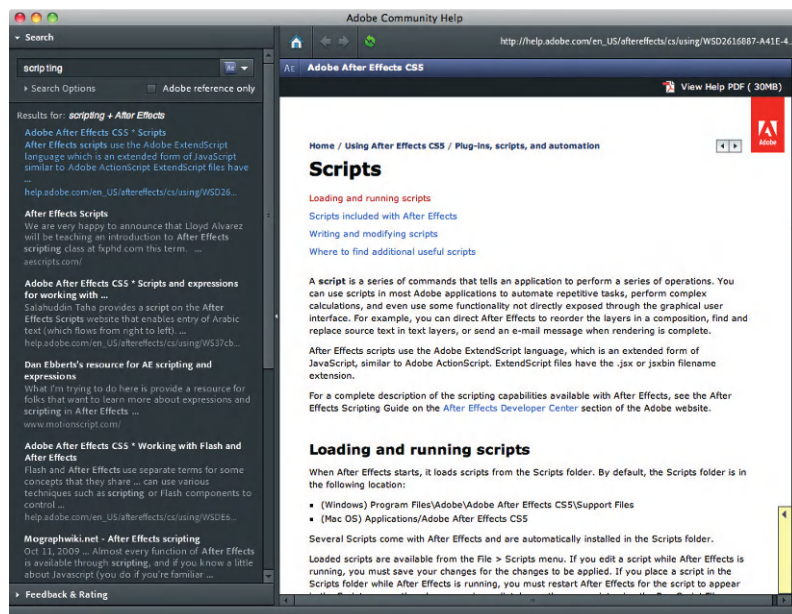 Adobe Community Help
Search
http://help.adobe.com/en_US/aftereffects/cs/using/WSD2616887-A41E-4...
scripting
Ae
Search Options
Adobe reference only
Results for: scripting + After Effects
Adobe After Effects CS5 * Scripts
After Effects scripts use the Adobe ExtendScript
language which is an extended form of JavaScript
similar to Adobe ActionScript ExtendScript files have
...
help.adobe.com/en_US/aftereffects/cs/using/WSD26...
After Effects Scripts
We are very happy to announce that Lloyd Alvarez
will be teaching an introduction to After Effects
scripting class at fxphd.com this term. ...
aescripts.com/
Adobe After Effects CS5 * Scripts and expressions
for working with ...
Salahuddin Taha provides a script on the After
Effects Scripts website that enables entry of Arabic
text (which flows from right to left). ...
help.adobe.com/en_US/aftereffects/cs/using/WS37cb...
Dan Ebberts's resource for AE scripting and
expressions
What I'm trying to do here is provide a resource for
folks that want to learn more about expressions and
scripting in After Effects ...
www.motionscript.com/
Adobe After Effects CS5 * Working with Flash and
After Effects
Flash and After Effects use separate terms for some
concepts that they share ... can use various
techniques such as scripting or Flash components to
control ...
help.adobe.com/en_US/aftereffects/cs/using/WSDE6...
Mographwiki.net - After Effects scripting
Oct 11, 2009 ... Almost every function of After Effects
is available through scripting, and if you know a little
about Javascript (you do if you're familiar ...
Feedback & Rating
AE Adobe After Effects CS5
View Help PDF ( 30MB)
Adobe
Home / Using After Effects CS5 / Plug-ins, scripts, and automation
Scripts
Loading and running scripts
Scripts included with After Effects
Writing and modifying scripts
Where to find additional useful scripts
A script is a series of commands that tells an application to perform a series of operations. You
can use scripts in most Adobe applications to automate repetitive tasks, perform complex
calculations, and even use some functionality not directly exposed through the graphical user
interface. For example, you can direct After Effects to reorder the layers in a composition, find and
replace source text in text layers, or send an e-mail message when rendering is complete.
After Effects scripts use the Adobe ExtendScript language, which is an extended form of
JavaScript, similar to Adobe ActionScript. ExtendScript files have the .jsx or jsxbin filename
extension.
For a complete description of the scripting capabilities available with After Effects, see the After
Effects Scripting Guide on the After Effects Developer Center section of the Adobe website.
Loading and running scripts
When After Effects starts, it loads scripts from the Scripts folder. By default, the Scripts folder is in
the following location:
▪ (Windows) Program Files\Adobe\Adobe After Effects CS5\Support Files
▪ (Mac OS) Applications/Adobe After Effects CS5
Several Scripts come with After Effects and are automatically installed in the Scripts folder.
Loaded scripts are available from the File > Scripts menu. If you edit a script while After Effects is
running, you must save your changes for the changes to be applied. If you place a script in the
Scripts folder while After Effects is running, you must restart After Effects for the script to appear